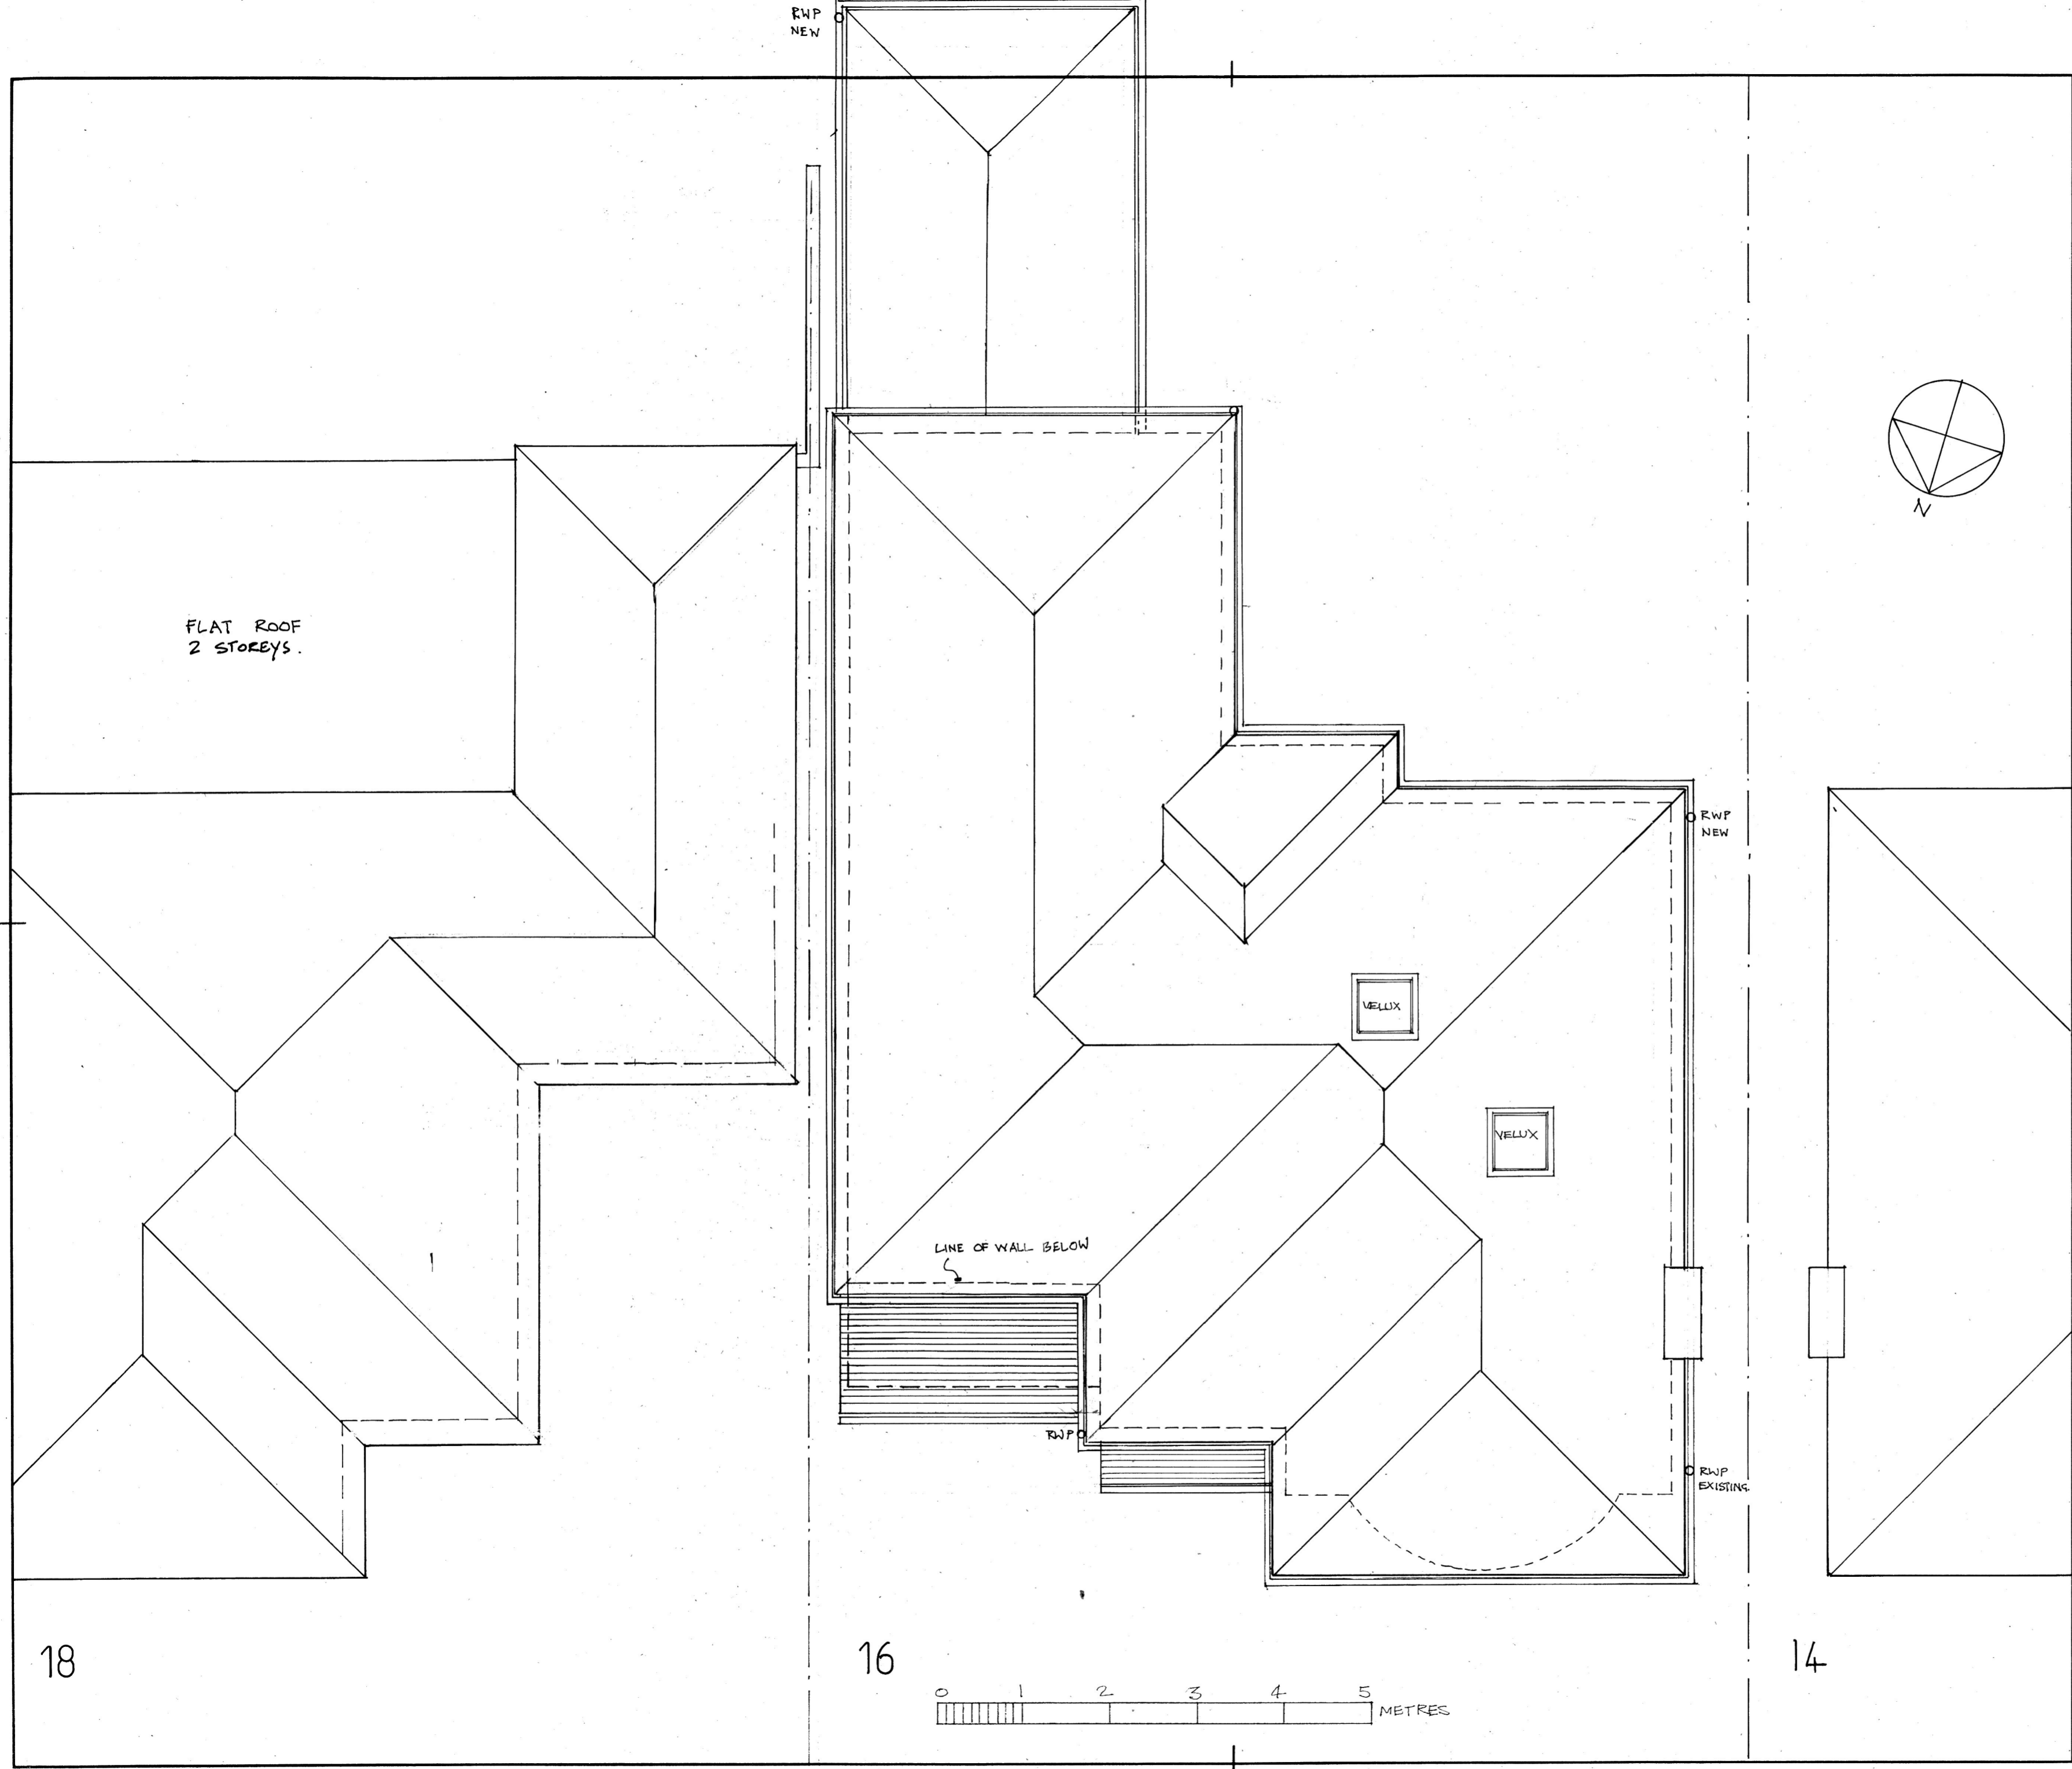 RWP
NEW
FLAT ROOF
2 STOREYS.
N
RWP
NEW
VELUX
VELUX
LINE OF WALL BELOW
RWP
RWP
EXISTING
18
16
14
0 1 2 3 4 5
METRES